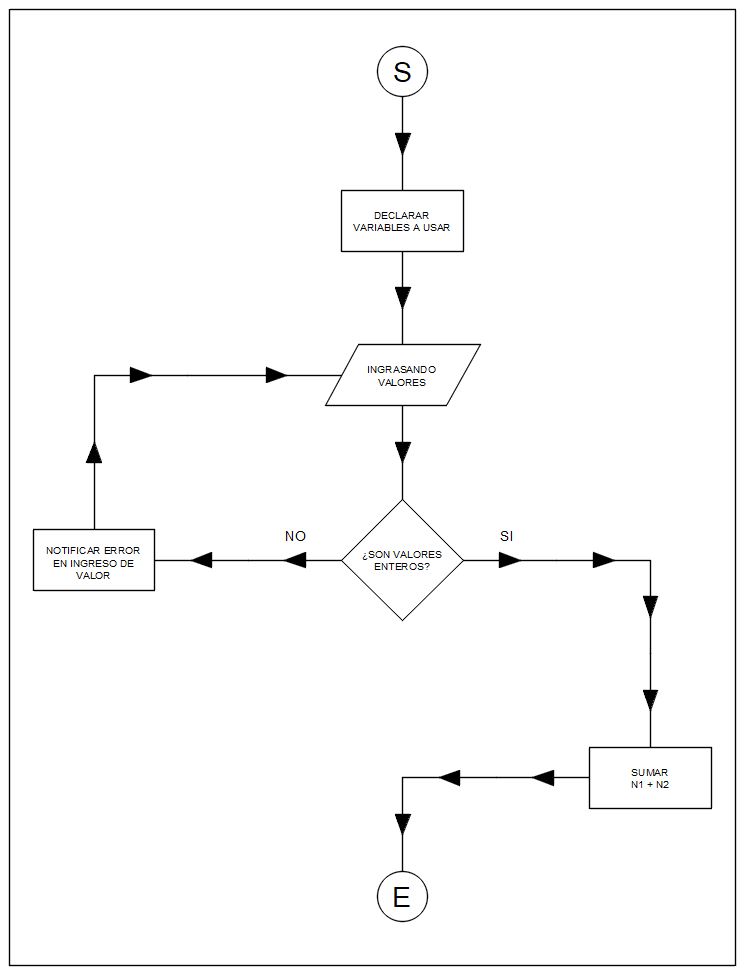 S
DECLARAR
VARIABLES A USAR
INGRASANDO
VALORES
NO
¿SON VALORES
ENTEROS?
SI
NOTIFICAR ERROR
EN INGRESO DE
VALOR
SUMAR
N1 + N2
E